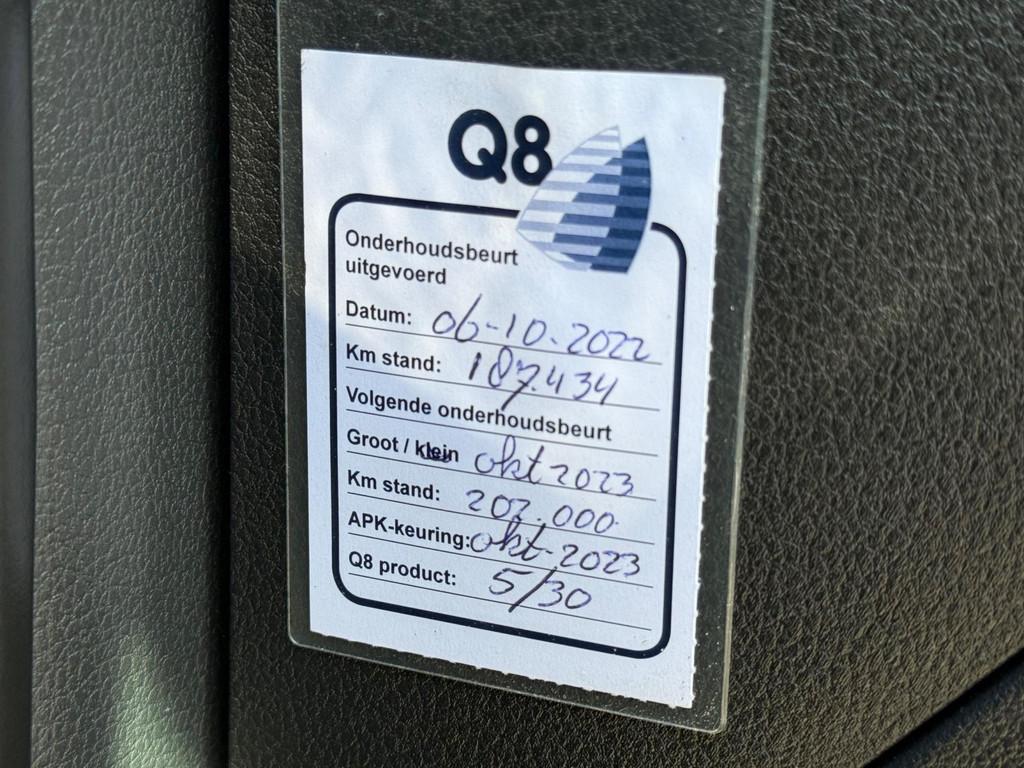 Q8
Onderhoudsbeurt
uitgevoerd
Datum: 06-10.2022
Km stand: 187.434
Volgende onderhoudsbeurt
Groot / klein okt 2023
Km stand: 202.000
APK-keuring: okt-2023
Q8 product: 5/30